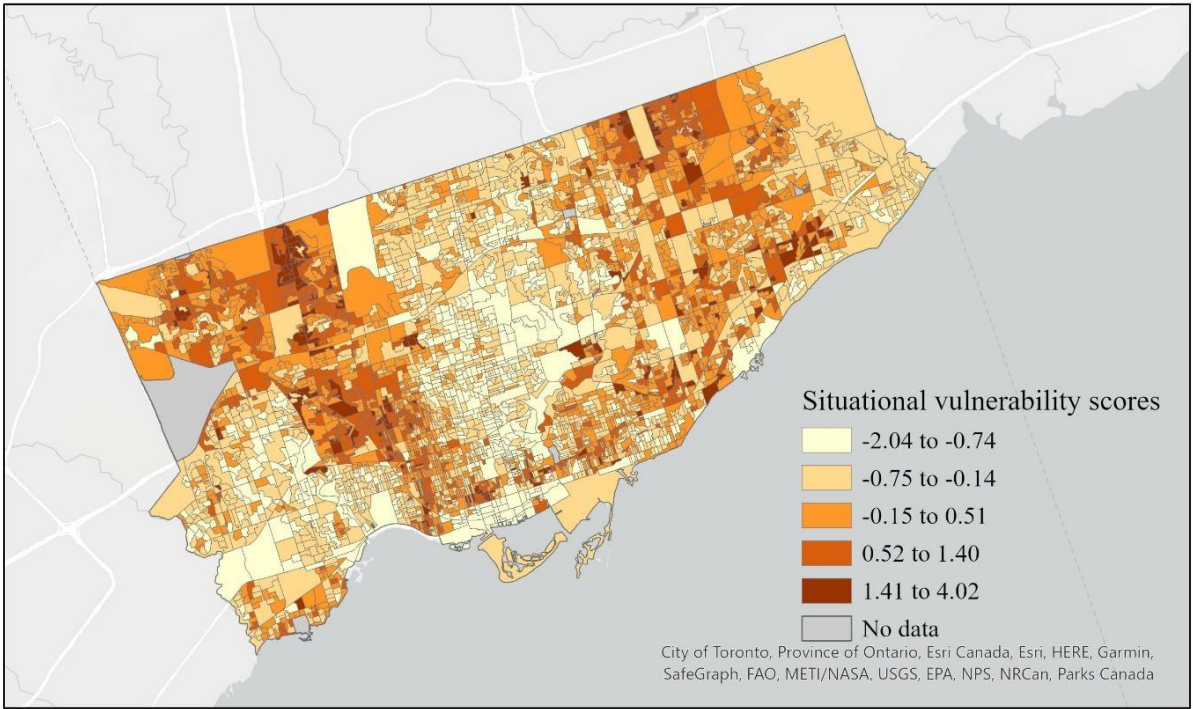 Situational vulnerability scores
-2.04 to -0.74
-0.75 to -0.14
-0.15 to 0.51
0.52 to 1.40
1.41 to 4.02
No data
City of Toronto, Province of Ontario, Esri Canada, Esri, HERE, Garmin,
SafeGraph, FAO, METI/NASA, USGS, EPA, NPS, NRCan, Parks Canada